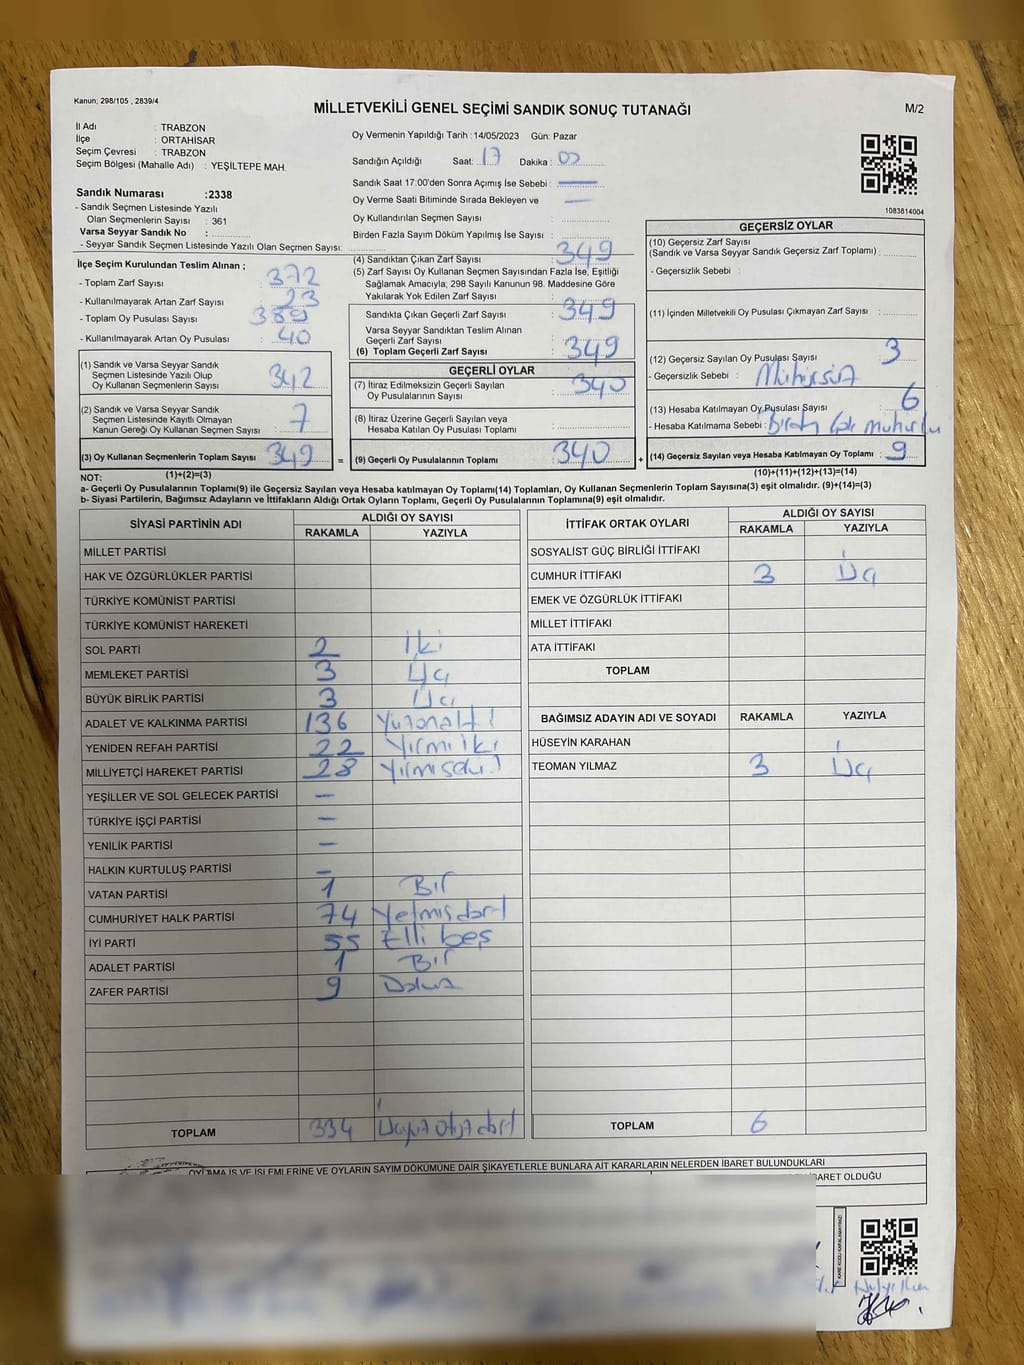 Kanun; 298/105 , 2839/4
MİLLETVEKİLİ GENEL SEÇİMİ SANDIK SONUÇ TUTANAĞI
M/2
İl Adı : TRABZON
İlçe : ORTAHİSAR
Seçim Çevresi : TRABZON
Seçim Bölgesi (Mahalle Adı) : YEŞİLTEPE MAH.
Sandık Numarası :2338
- Sandık Seçmen Listesinde Yazılı
Olan Seçmenlerin Sayısı : 361
Varsa Seyyar Sandık No :
- Seyyar Sandık Seçmen Listesinde Yazılı Olan Seçmen Sayısı:
Oy Vermenin Yapıldığı Tarih :14/05/2023 Gün: Pazar
Sandığın Açıldığı Saat: 17 Dakika : 00
Sandık Saat 17:00'den Sonra Açımış İse Sebebi : —
Oy Verme Saati Bitiminde Sırada Bekleyen ve —
Oy Kullandırılan Seçmen Sayısı :
Birden Fazla Sayım Döküm Yapılmış İse Sayısı :
1083814004
İlçe Seçim Kurulundan Teslim Alınan ;
- Toplam Zarf Sayısı : 372
- Kullanılmayarak Artan Zarf Sayısı : 23
- Toplam Oy Pusulası Sayısı : 389
- Kullanılmayarak Artan Oy Pusulası : 40
(1) Sandık ve Varsa Seyyar Sandık
Seçmen Listesinde Yazılı Olup
Oy Kullanan Seçmenlerin Sayısı : 342
(2) Sandık ve Varsa Seyyar Sandık
Seçmen Listesinde Kayıtlı Olmayan
Kanun Gereği Oy Kullanan Seçmen Sayısı : 7
(3) Oy Kullanan Seçmenlerin Toplam Sayısı : 349
(1)+(2)=(3)
(4) Sandıktan Çıkan Zarf Sayısı : 349
(5) Zarf Sayısı Oy Kullanan Seçmen Sayısından Fazla İse, Eşitliği
Sağlamak Amacıyla; 298 Sayılı Kanunun 98. Maddesine Göre
Yakılarak Yok Edilen Zarf Sayısı :
Sandıkta Çıkan Geçerli Zarf Sayısı : 349
Varsa Seyyar Sandıktan Teslim Alınan
Geçerli Zarf Sayısı :
(6) Toplam Geçerli Zarf Sayısı : 349
GEÇERLİ OYLAR
(7) İtiraz Edilmeksizin Geçerli Sayılan
Oy Pusulalarının Sayısı : 340
(8) İtiraz Üzerine Geçerli Sayılan veya
Hesaba Katılan Oy Pusulası Toplamı :
= (9) Geçerli Oy Pusulalarının Toplamı : 340 +
GEÇERSİZ OYLAR
(10) Geçersiz Zarf Sayısı
(Sandık ve Varsa Seyyar Sandık Geçersiz Zarf Toplamı) :
- Geçersizlik Sebebi :
(11) İçinden Milletvekili Oy Pusulası Çıkmayan Zarf Sayısı :
(12) Geçersiz Sayılan Oy Pusulası Sayısı : 3
- Geçersizlik Sebebi : Mühürsüz
(13) Hesaba Katılmayan Oy Pusulası Sayısı : 6
- Hesaba Katılmama Sebebi : Birden Çok mühürlü
(14) Geçersiz Sayılan veya Hesaba Katılmayan Oy Toplamı : 9
(10)+(11)+(12)+(13)=(14)
NOT:
a- Geçerli Oy Pusulalarının Toplamı(9) ile Geçersiz Sayılan veya Hesaba katılmayan Oy Toplamı(14) Toplamları, Oy Kullanan Seçmenlerin Toplam Sayısına(3) eşit olmalıdır. (9)+(14)=(3)
b- Siyasi Partilerin, Bağımsız Adayların ve İttifakların Aldığı Ortak Oyların Toplamı, Geçerli Oy Pusulalarının Toplamına(9) eşit olmalıdır.
SİYASİ PARTİNİN ADI ALDIĞI OY SAYISI
RAKAMLA YAZIYLA
MİLLET PARTİSİ
HAK VE ÖZGÜRLÜKLER PARTİSİ
TÜRKİYE KOMÜNİST PARTİSİ
TÜRKİYE KOMÜNİST HAREKETİ
SOL PARTİ 2 İki
MEMLEKET PARTİSİ 3 Üç
BÜYÜK BİRLİK PARTİSİ 3 Üç
ADALET VE KALKINMA PARTİSİ 136
YENİDEN REFAH PARTİSİ 22 Yirmi İki
MİLLİYETÇİ HAREKET PARTİSİ 28
YEŞİLLER VE SOL GELECEK PARTİSİ —
TÜRKİYE İŞÇİ PARTİSİ —
YENİLİK PARTİSİ —
HALKIN KURTULUŞ PARTİSİ —
VATAN PARTİSİ 1 Bir
CUMHURİYET HALK PARTİSİ 74 Yetmiş dört
İYİ PARTİ 55 Elli beş
ADALET PARTİSİ 1 Bir
ZAFER PARTİSİ 9 Dokuz
TOPLAM 334 Üçyüz otuz dört
İTTİFAK ORTAK OYLARI ALDIĞI OY SAYISI
RAKAMLA YAZIYLA
SOSYALİST GÜÇ BİRLİĞİ İTTİFAKI
CUMHUR İTTİFAKI 3 Üç
EMEK VE ÖZGÜRLÜK İTTİFAKI
MİLLET İTTİFAKI
ATA İTTİFAKI
TOPLAM
BAĞIMSIZ ADAYIN ADI VE SOYADI RAKAMLA YAZIYLA
HÜSEYİN KARAHAN
TEOMAN YILMAZ 3 Üç
TOPLAM 6
OYLAMA İŞ VE İŞLEMLERİNE VE OYLARIN SAYIM DÖKÜMÜNE DAİR ŞİKAYETLERLE BUNLARA AİT KARARLARIN NELERDEN İBARET BULUNDUKLARI
İBARET OLDUĞU
KARE KODU KARALAMAYINIZ!